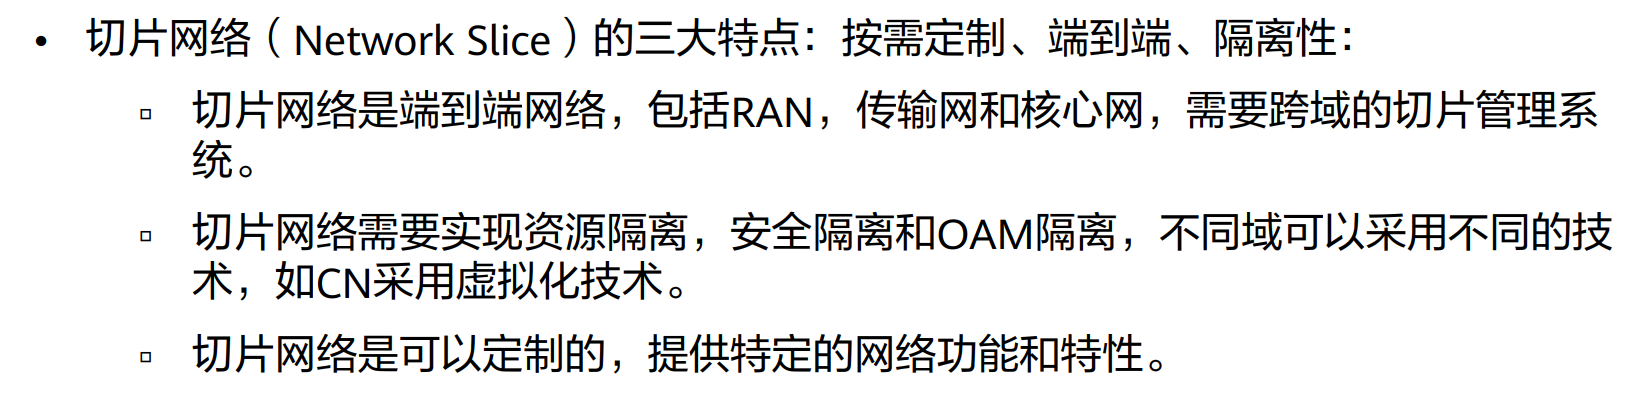 • 切片网络（Network Slice）的三大特点：按需定制、端到端、隔离性：
▫ 切片网络是端到端网络，包括RAN，传输网和核心网，需要跨域的切片管理系
统。
▫ 切片网络需要实现资源隔离，安全隔离和OAM隔离，不同域可以采用不同的技
术，如CN采用虚拟化技术。
▫ 切片网络是可以定制的，提供特定的网络功能和特性。